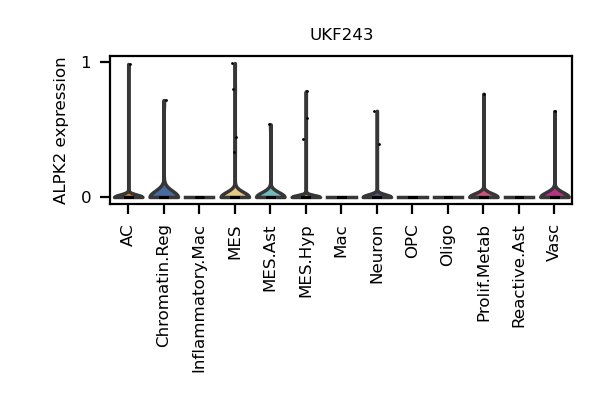 UKF243
ALPK2 expression
1
0
AC
Chromatin.Reg
Inflammatory.Mac
MES
MES.Ast
MES.Hyp
Mac
Neuron
OPC
Oligo
Prolif.Metab
Reactive.Ast
Vasc